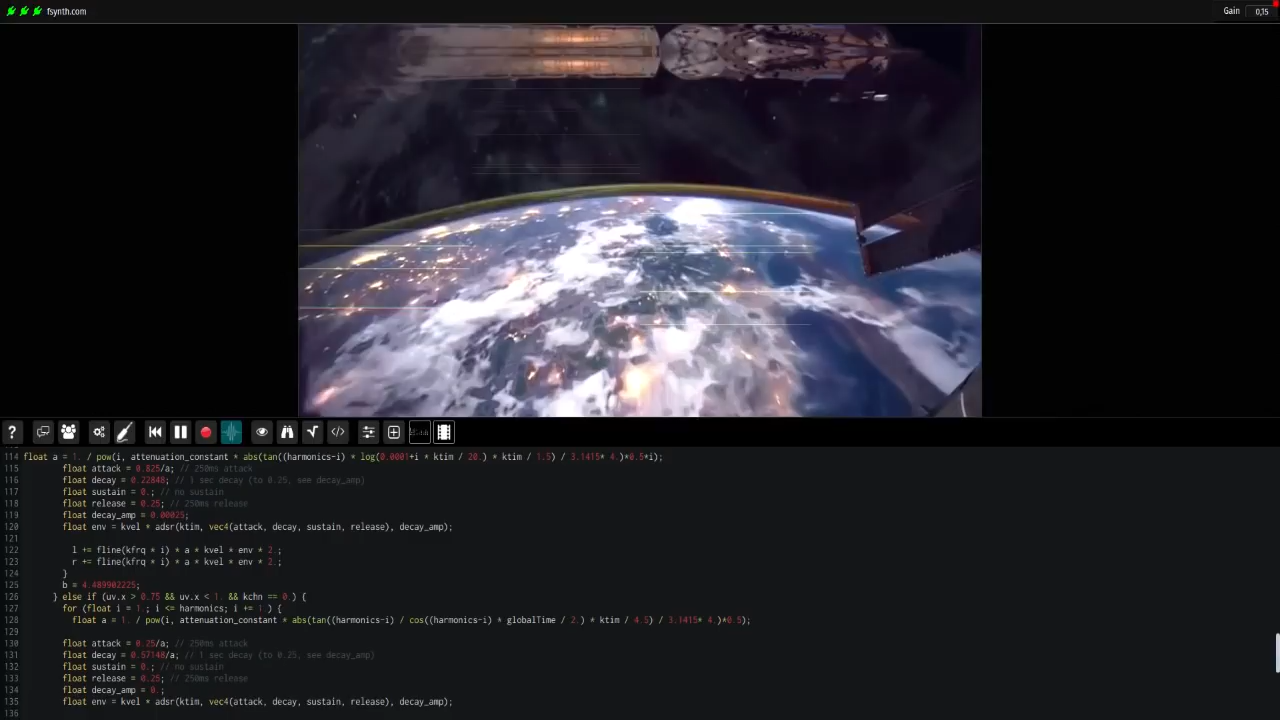 fsynth.com
Gain 0,15
114 float a = 1. / pow(i, attenuation_constant * abs(tan((harmonics-i) * log(0.0001+i * ktim / 20.) * ktim / 1.5) / 3.1415* 4.)*0.5*i);
115 float attack = 0.825/a; // 250ms attack
116 float decay = 0.22848; // 1 sec decay (to 0.25, see decay_amp)
117 float sustain = 0.; // no sustain
118 float release = 0.25; // 250ms release
119 float decay_amp = 0.00025;
120 float env = kvel * adsr(ktim, vec4(attack, decay, sustain, release), decay_amp);
121
122 l += fline(kfrq * i) * a * kvel * env * 2.;
123 r += fline(kfrq * i) * a * kvel * env * 2.;
124 }
125 b = 4.489902225;
126 } else if (uv.x > 0.75 && uv.x < 1. && kchn == 0.) {
127 for (float i = 1.; i <= harmonics; i += 1.) {
128 float a = 1. / pow(i, attenuation_constant * abs(tan((harmonics-i) / cos((harmonics-i) * globalTime / 2.) * ktim / 4.5) / 3.1415* 4.)*0.5);
129
130 float attack = 0.25/a; // 250ms attack
131 float decay = 0.57148/a; // 1 sec decay (to 0.25, see decay_amp)
132 float sustain = 0.; // no sustain
133 float release = 0.25; // 250ms release
134 float decay_amp = 0.;
135 float env = kvel * adsr(ktim, vec4(attack, decay, sustain, release), decay_amp);
136